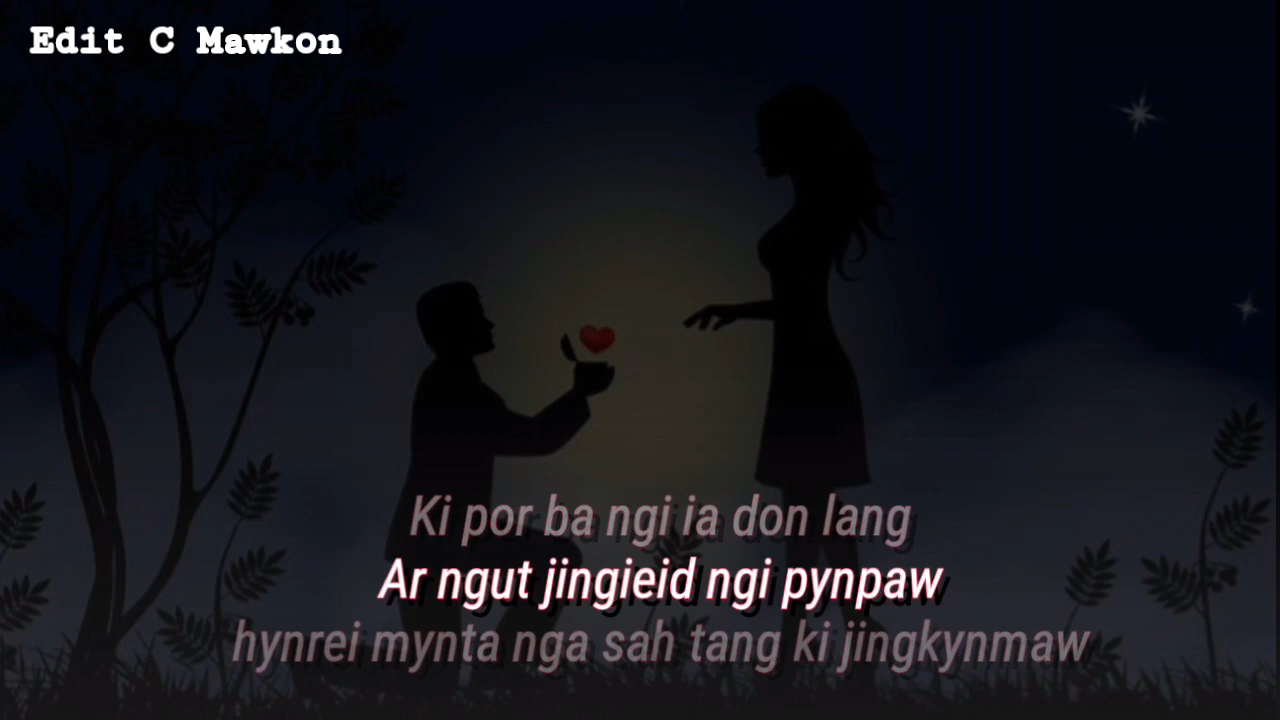 Edit C Mawkon
Ki por ba ngi ia don lang
Ar ngut jingieid ngi pynpaw
hynrei mynta nga sah tang ki jingkynmaw